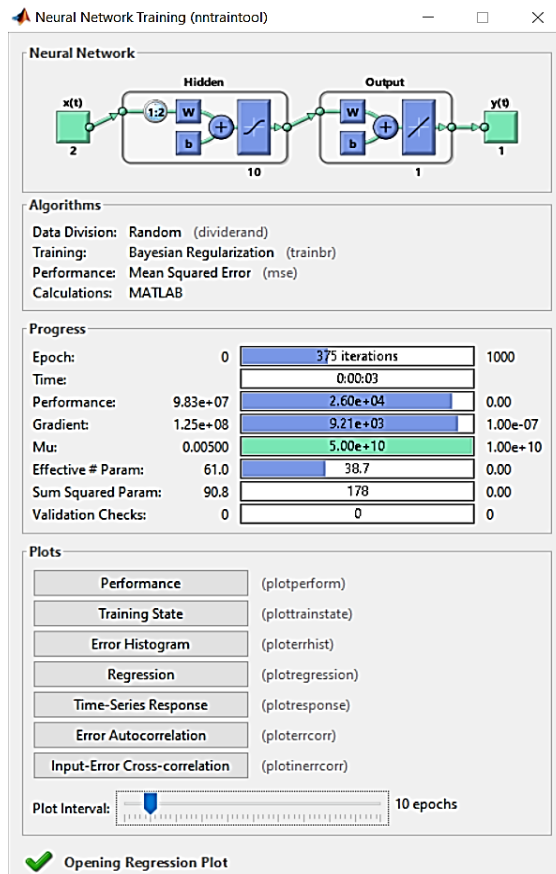 Neural Network Training (nntraintool)
Neural Network
Hidden Output
x(t) 1:2 W b W b y(t)
2 10 1 1
Algorithms
Data Division: Random (dividerand)
Training: Bayesian Regularization (trainbr)
Performance: Mean Squared Error (mse)
Calculations: MATLAB
Progress
Epoch: 0 375 iterations 1000
Time: 0:00:03
Performance: 9.83e+07 2.60e+04 0.00
Gradient: 1.25e+08 9.21e+03 1.00e-07
Mu: 0.00500 5.00e+10 1.00e+10
Effective # Param: 61.0 38.7 0.00
Sum Squared Param: 90.8 178 0.00
Validation Checks: 0 0 0
Plots
Performance (plotperform)
Training State (plottrainstate)
Error Histogram (ploterrhist)
Regression (plotregression)
Time-Series Response (plotresponse)
Error Autocorrelation (ploterrcorr)
Input-Error Cross-correlation (plotinerrcorr)
Plot Interval: 10 epochs
Opening Regression Plot